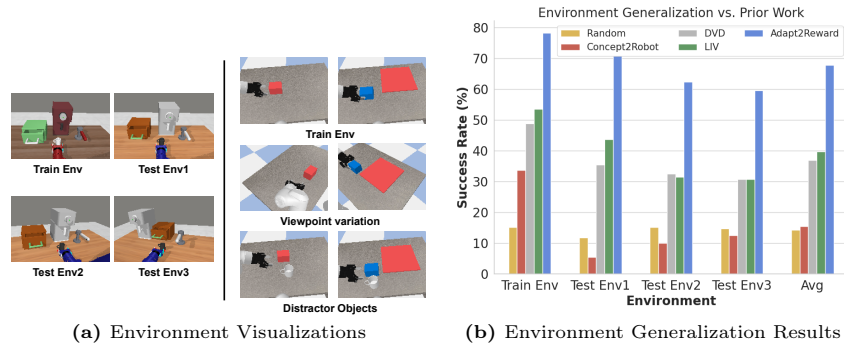 Train Env
Test Env1
Test Env2
Test Env3
Train Env
Viewpoint variation
Distractor Objects
(a) Environment Visualizations
Environment Generalization vs. Prior Work
Random
Concept2Robot
DVD
LIV
Adapt2Reward
Success Rate (%)
80
70
60
50
40
30
20
10
0
Train Env
Test Env1
Test Env2
Test Env3
Avg
Environment
(b) Environment Generalization Results